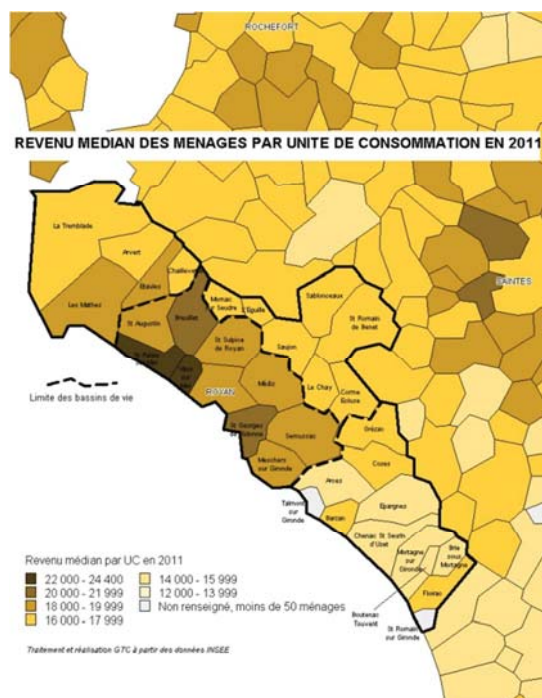 ROCHEFORT
REVENU MEDIAN DES MENAGES PAR UNITE DE CONSOMMATION EN 2011
La Tremblade
Arvert
Chaillevette
SAINTES
Etaules
Mornac
sur Seudre
L'Eguille
Sablonceaux
Les Mathes
Breuillet
St Romain
de Benet
St Augustin
St Sulpice
de Royan
Saujon
ROYAN
Médis
Le Chay
Corme
Ecluse
Limite des bassins de vie
St Georges
Semussac
Grézac
Meschers
sur Gironde
Cozes
Arces
Talmont
sur
Gironde
Epargnes
Barzan
Chenac St Seurin
d'Uzet
Brie
sous
Mortagne
Mortagne
sur
Gironde
Floirac
Boutenac
Touvent
St Romain
sur Gironde
Revenu médian par UC en 2011
22 000 - 24 400
14 000 - 15 999
20 000 - 21 999
12 000 - 13 999
18 000 - 19 999
Non renseigné, moins de 50 ménages
16 000 - 17 999
Traitement et réalisation GTC à partir des données INSEE